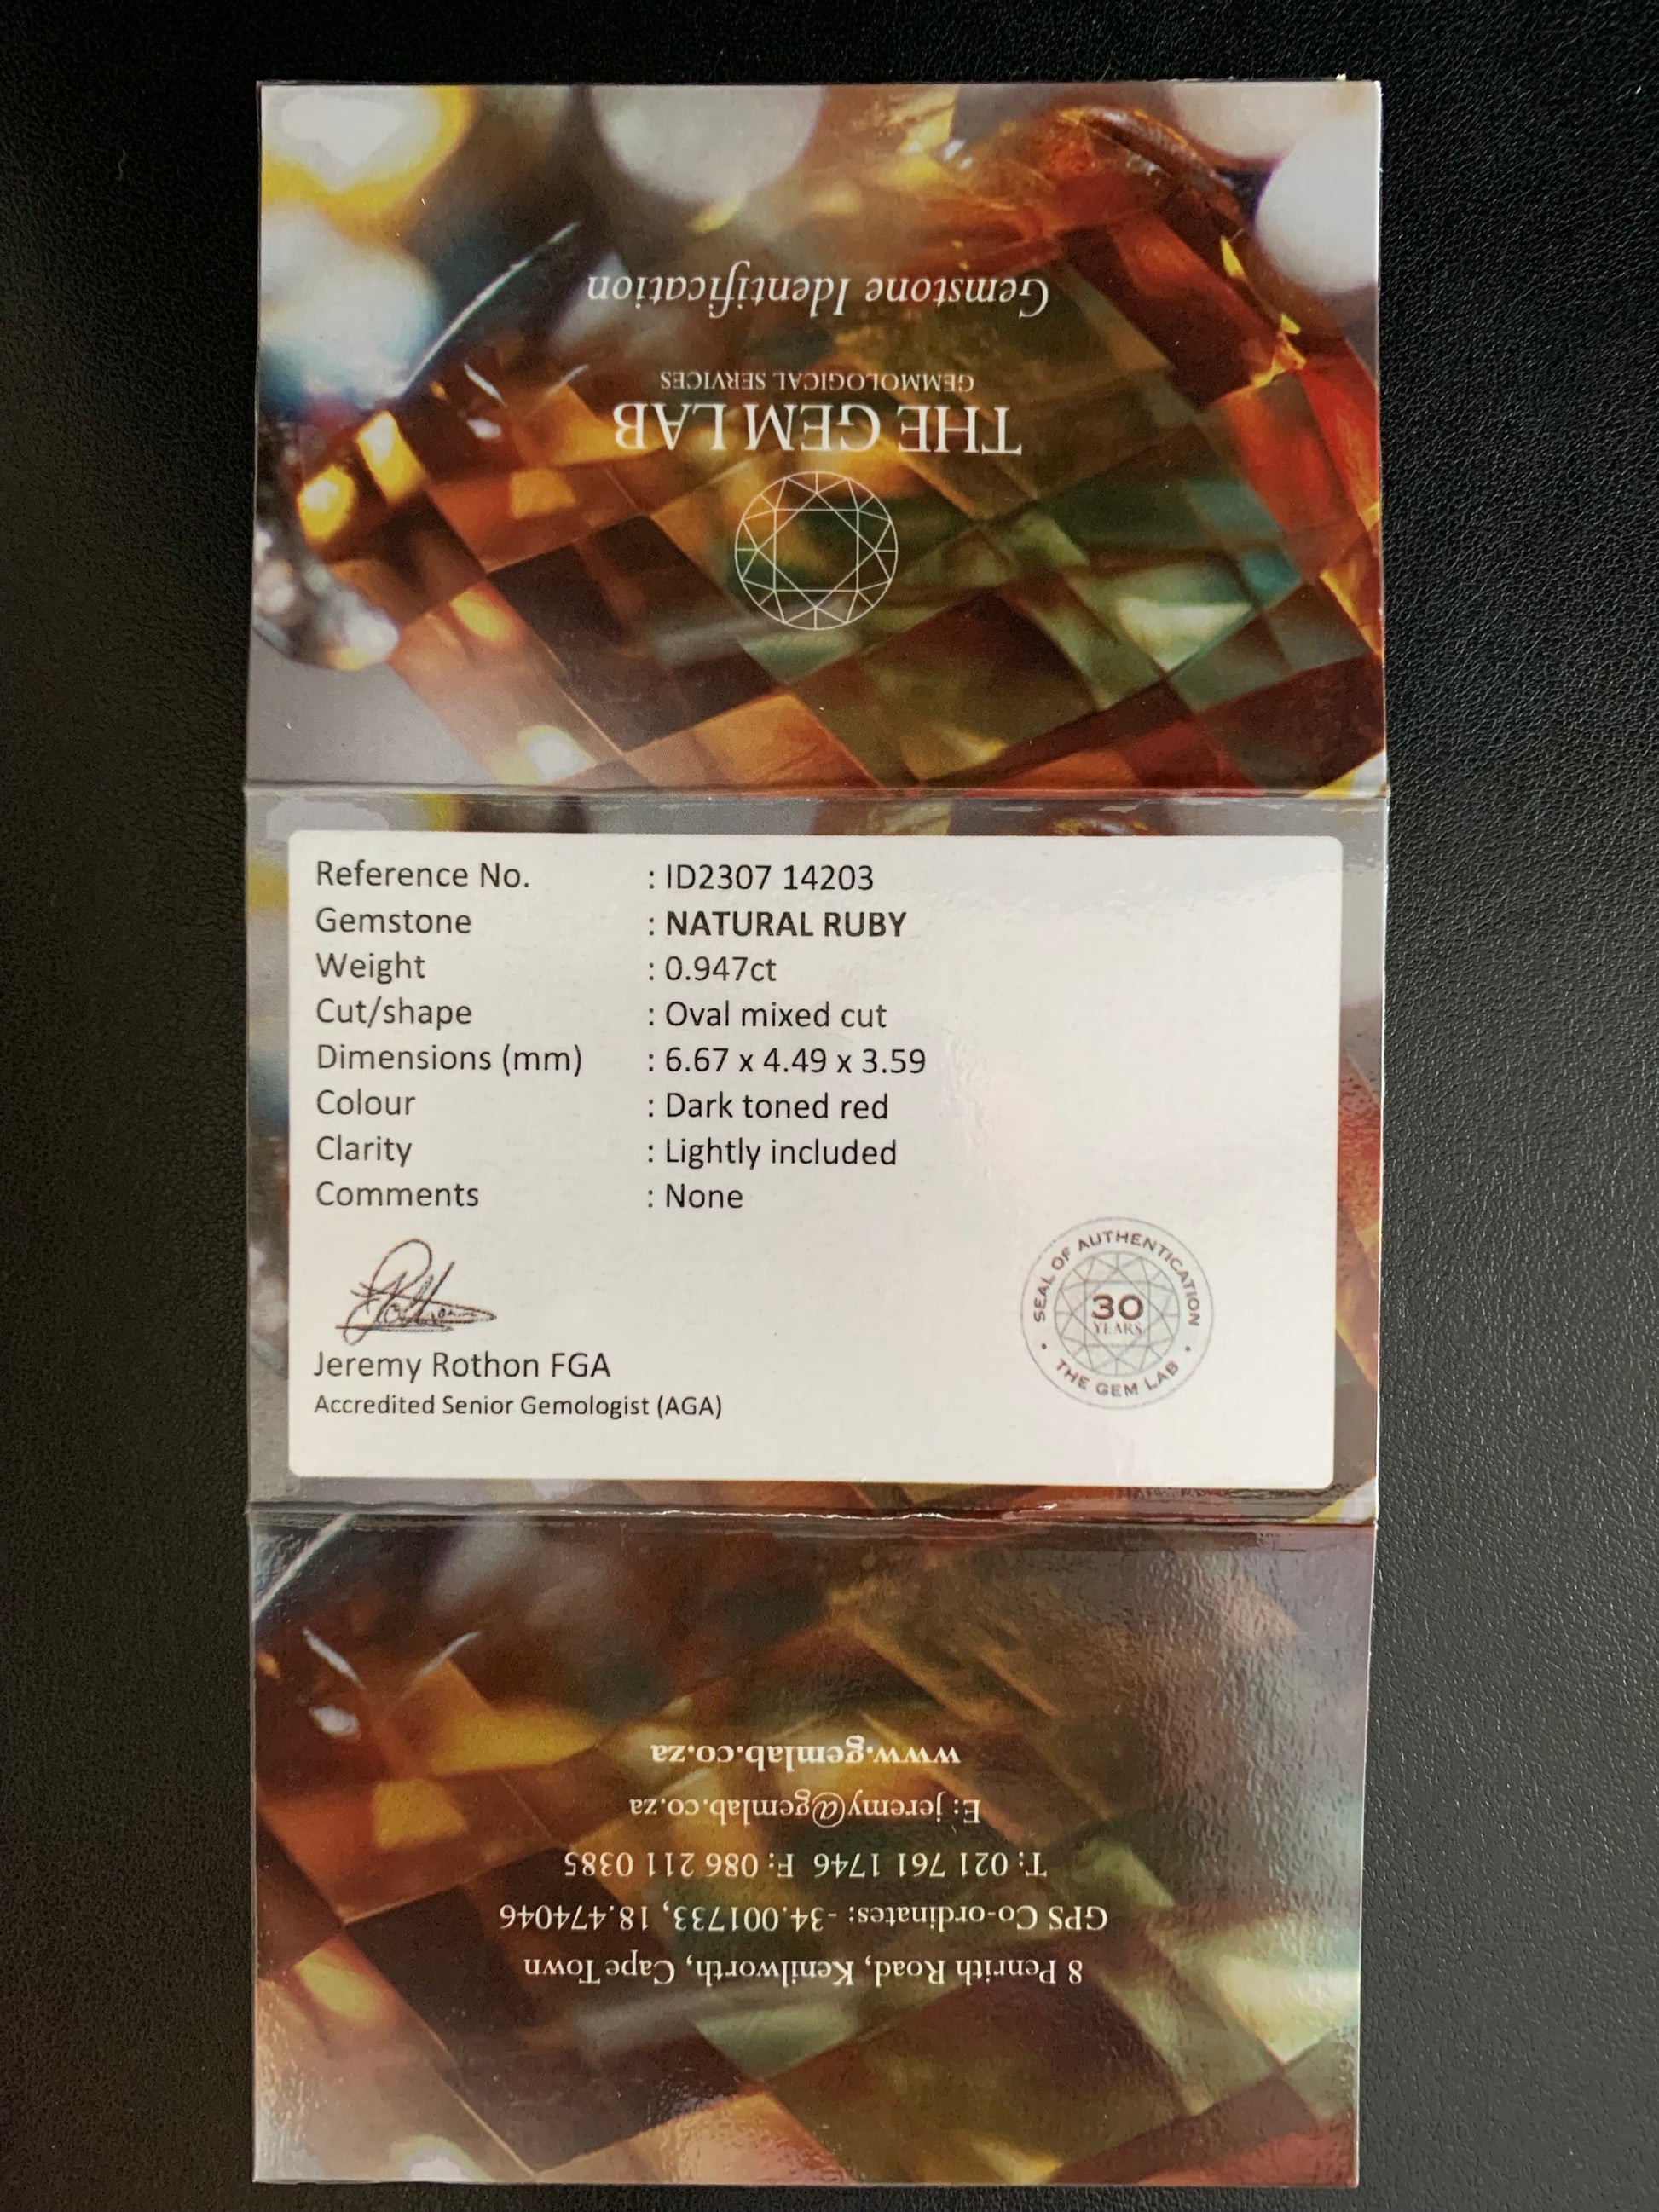 THE GEM LAB
GEMMOLOGICAL SERVICES
Gemstone Identification
Reference No. : ID2307 14203
Gemstone : NATURAL RUBY
Weight : 0.947ct
Cut/shape : Oval mixed cut
Dimensions (mm) : 6.67 x 4.49 x 3.59
Colour : Dark toned red
Clarity : Lightly included
Comments : None
Jeremy Rothon FGA
Accredited Senior Gemologist (AGA)
SEAL OF AUTHENTICATION
30
YEARS
• THE GEM LAB •
8 Penrith Road, Kenilworth, Cape Town
GPS Co-ordinates: -34.001733, 18.474046
T: 021 761 1746 F: 086 211 0385
E: jeremy@gemlab.co.za
www.gemlab.co.za